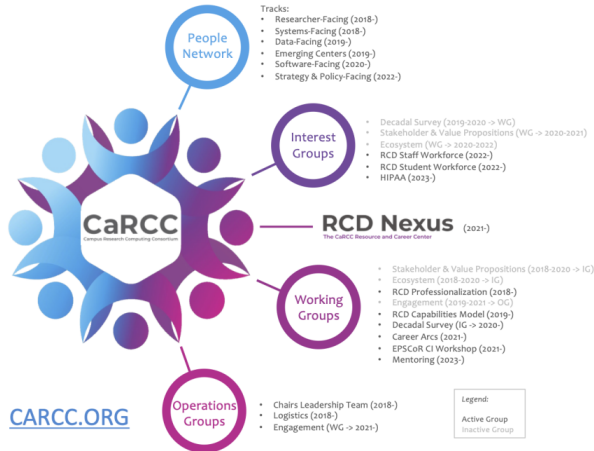 Tracks:
People
Network
• Researcher-Facing (2018-)
• Systems-Facing (2018-)
• Data-Facing (2019-)
• Emerging Centers (2019-)
• Software-Facing (2020-)
• Strategy & Policy-Facing (2022-)
Interest
Groups
• Decadal Survey (2019-2020 -> WG)
• Stakeholder & Value Propositions (WG -> 2020-2021)
• Ecosystem (WG -> 2020-2022)
• RCD Staff Workforce (2022-)
• RCD Student Workforce (2022-)
• HIPAA (2023-)
CaRCC
Campus Research Computing Consortium
RCD Nexus (2021-)
The CaRCC Resource and Career Center
Working
Groups
• Stakeholder & Value Propositions (2018-2020 -> IG)
• Ecosystem (2018-2020 -> IG)
• RCD Professionalization (2018-)
• Engagement (2019-2021 -> OG)
• RCD Capabilities Model (2019-)
• Decadal Survey (IG -> 2020-)
• Career Arcs (2021-)
• EPSCoR CI Workshop (2021-)
• Mentoring (2023-)
Operations
Groups
• Chairs Leadership Team (2018-)
• Logistics (2018-)
• Engagement (WG -> 2021-)
CARCC.ORG
Legend:
Active Group
Inactive Group